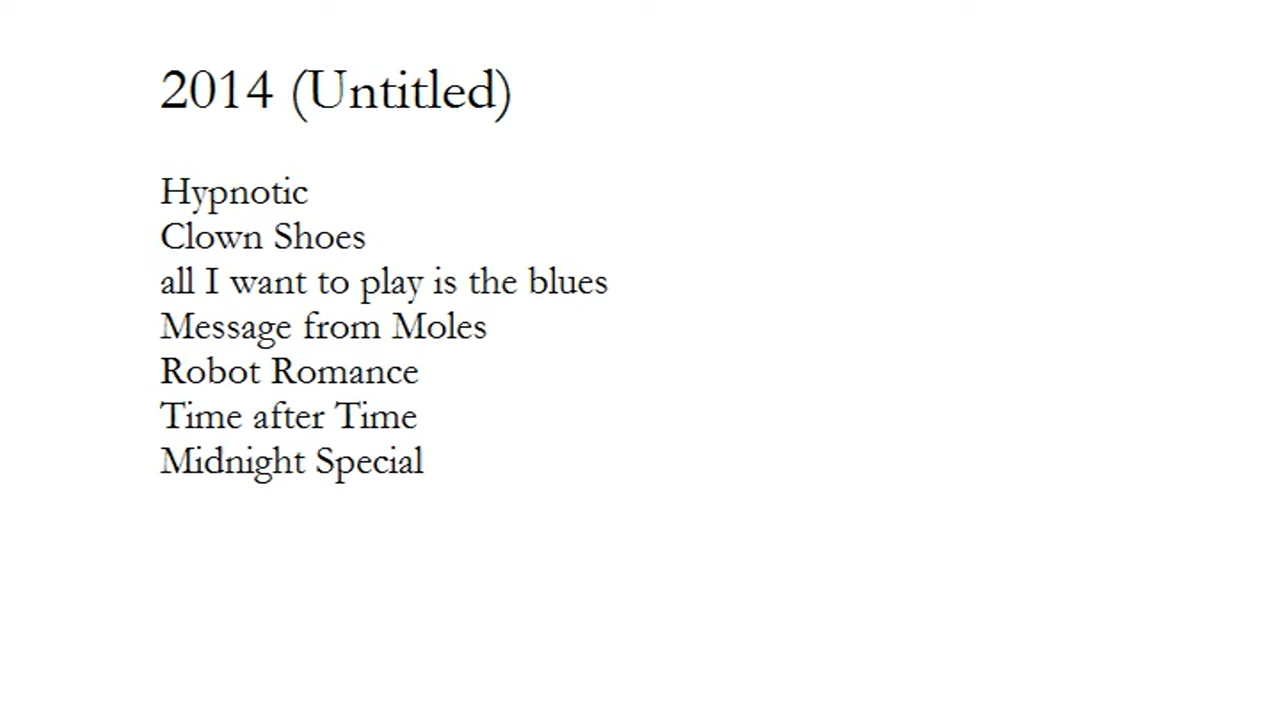 2014 (Untitled)
Hypnotic
Clown Shoes
all I want to play is the blues
Message from Moles
Robot Romance
Time after Time
Midnight Special